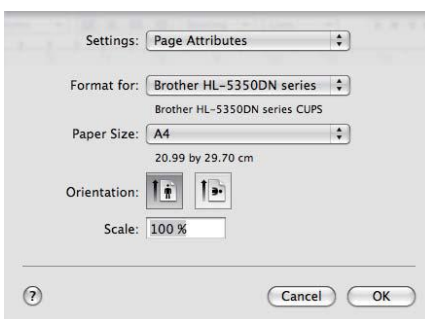 Settings: Page Attributes
Format for: Brother HL-5350DN series
Brother HL-5350DN series CUPS
Paper Size: A4
20.99 by 29.70 cm
Orientation:
Scale: 100 %
? Cancel OK